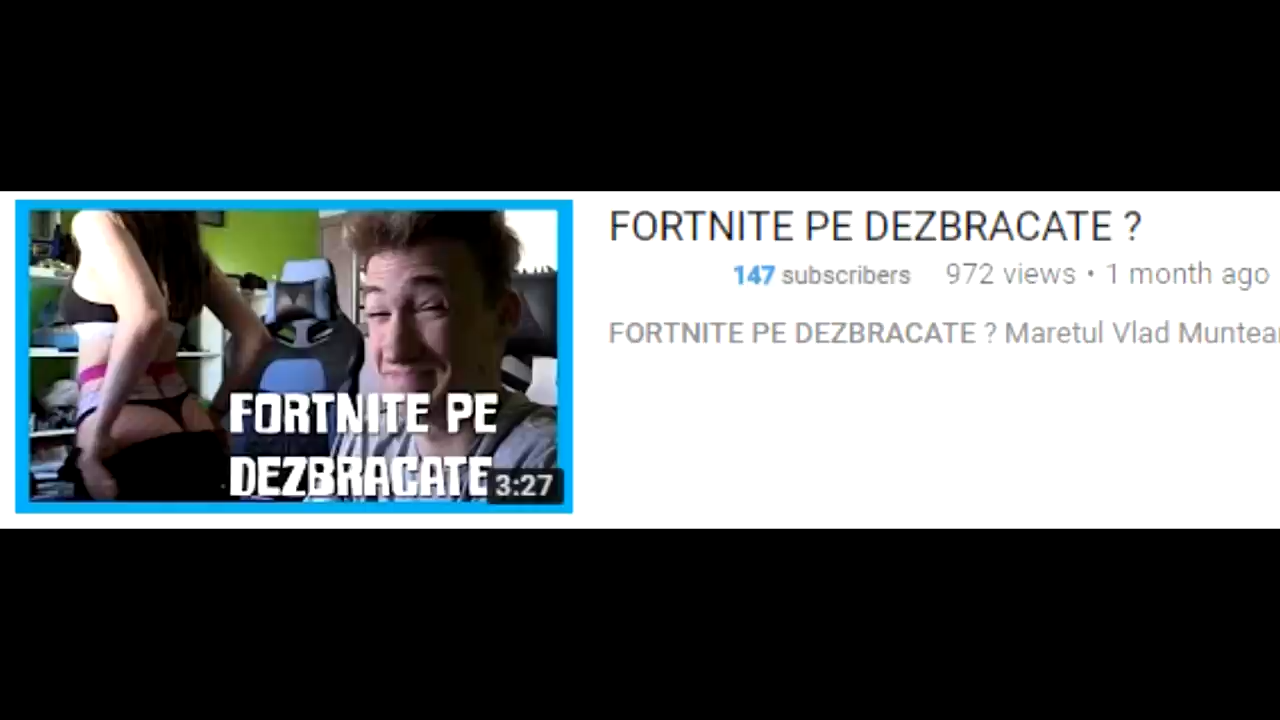 FORTNITE PE DEZBRACATE ?
147 subscribers 972 views • 1 month ago
FORTNITE PE DEZBRACATE ? Maretul Vlad Muntea
FORTNITE PE
DEZBRACATE
3:27